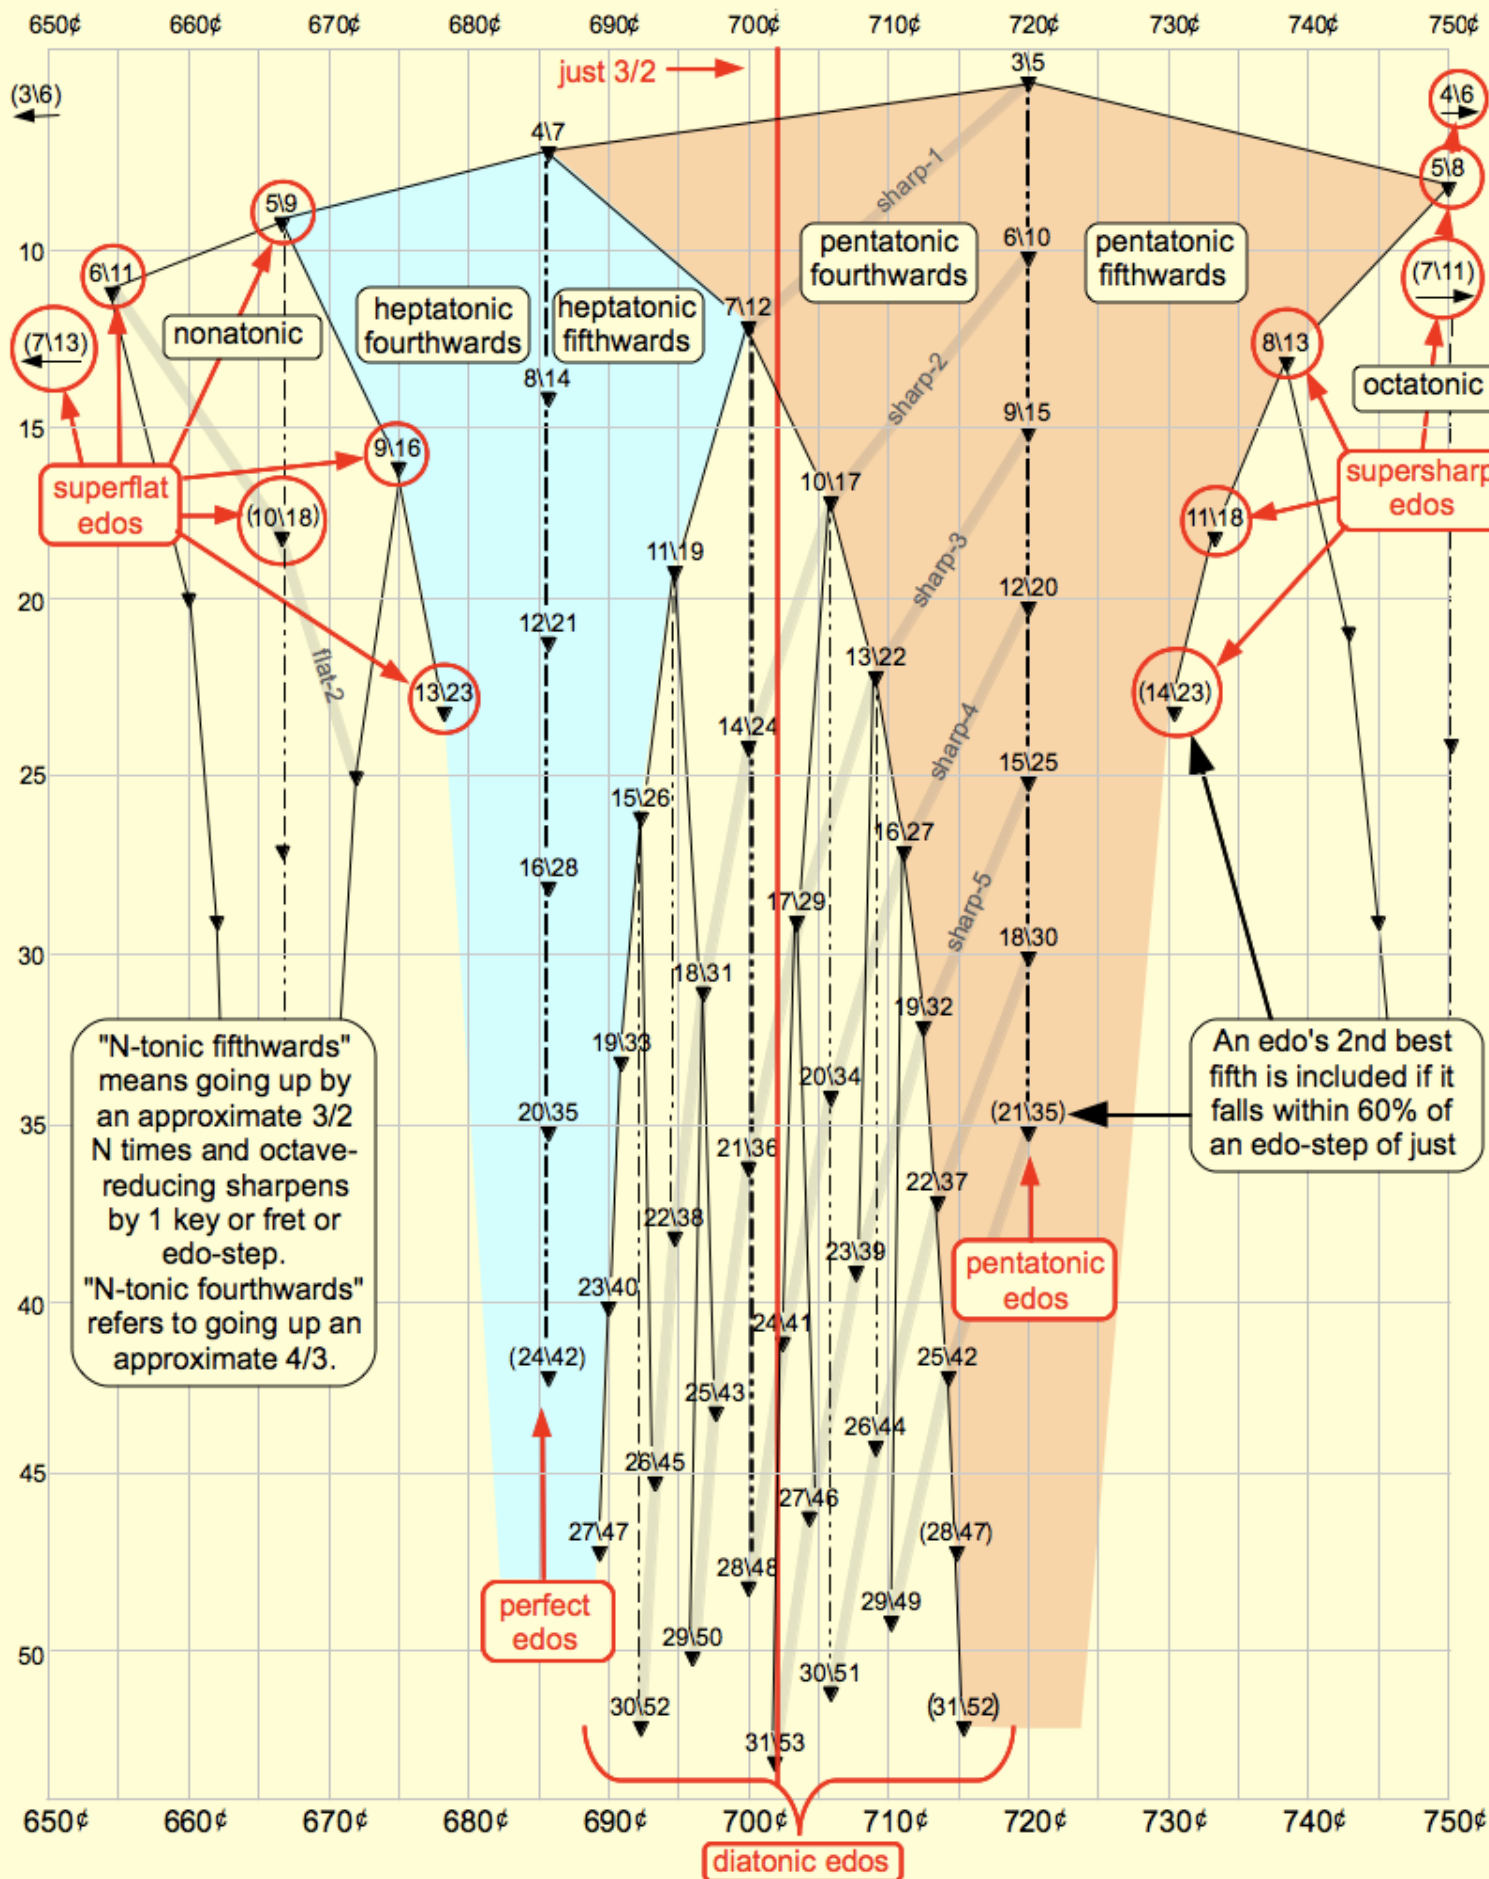 650¢ 660¢ 670¢ 680¢ 690¢ 700¢ 710¢ 720¢ 730¢ 740¢ 750¢
just 3/2
3\5
(3\6)
4\6
4\7
sharp-1
5\8
5\9
10
6\11
6\10
(7\11)
pentatonic
fourthwards
pentatonic
fifthwards
nonatonic
heptatonic
fourthwards
heptatonic
fifthwards
7\12
(7\13)
8\13
8\14
sharp-2
octatonic
15
9\15
9\16
superflat
edos
(10\18)
10\17
supersharp
edos
11\18
11\19
sharp-3
20
12\20
12\21
flat-2
13\23
13\22
(14\23)
14\24
sharp-4
25
15\25
15\26
16\27
16\28
17\29
sharp-5
30
18\30
18\31
19\32
19\33
"N-tonic fifthwards"
means going up by
an approximate 3/2
N times and octave-
reducing sharpens
by 1 key or fret or
edo-step.
"N-tonic fourthwards"
refers to going up an
approximate 4/3.
An edo's 2nd best
fifth is included if it
falls within 60% of
an edo-step of just
20\34
20\35
(21\35)
35
21\36
22\37
22\38
23\39
pentatonic
edos
23\40
40
24\41
(24\42)
25\42
25\43
26\44
26\45
45
27\46
27\47
(28\47)
28\48
29\49
perfect
edos
29\50
50
30\51
30\52
(31\52)
31\53
650¢ 660¢ 670¢ 680¢ 690¢ 700¢ 710¢ 720¢ 730¢ 740¢ 750¢
diatonic edos